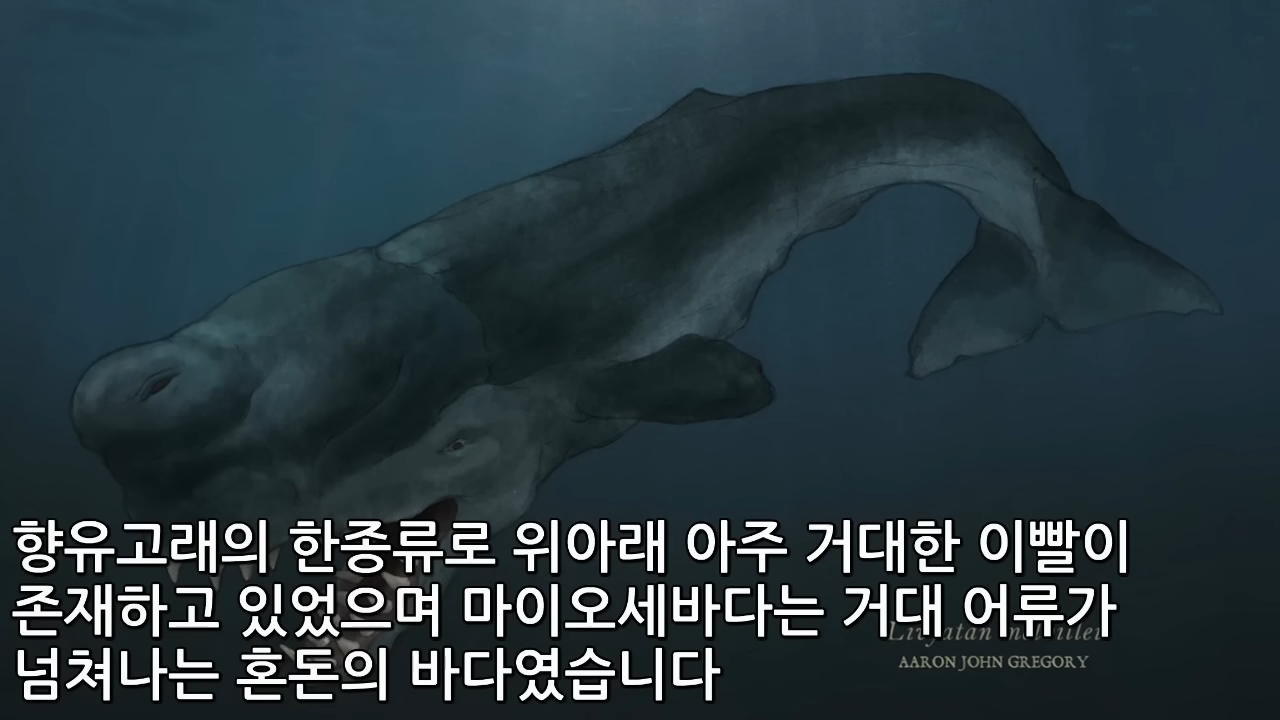 향유고래의 한종류로 위아래 아주 거대한 이빨이
존재하고 있었으며 마이오세바다는 거대 어류가
넘쳐나는 혼돈의 바다였습니다
Livyatan
AARON JOHN GREGORY